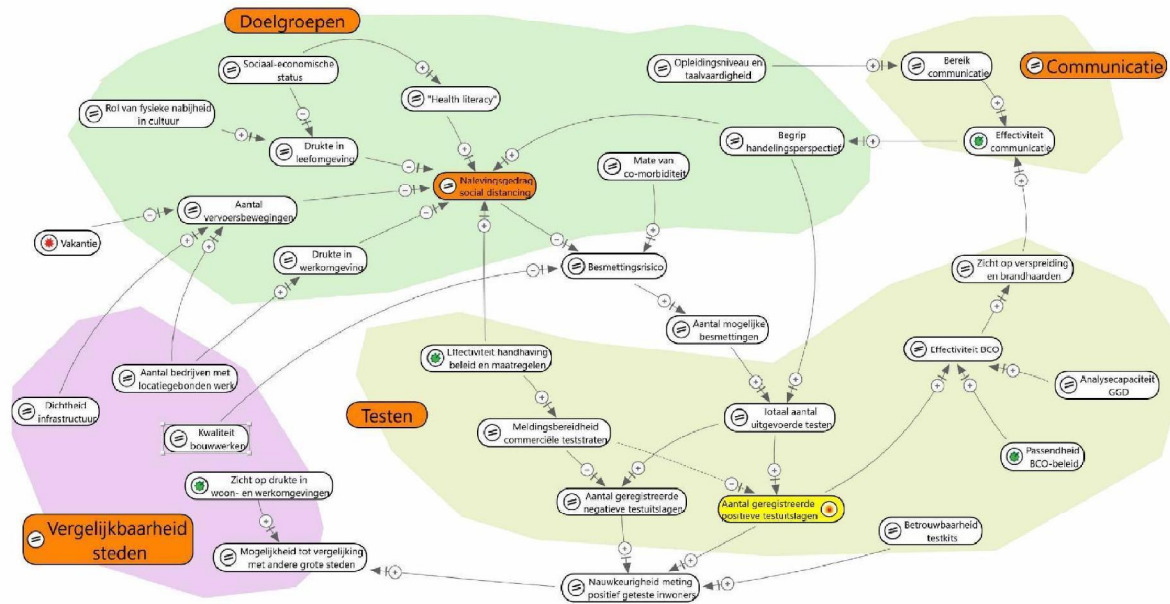 Doelgroepen
Sociaal-economische
status
Opleidingsniveau en
taalvaardigheid
Bereik
communicatie
Communicatie
"Health literacy"
Rol van fysieke nabijheid
in cultuur
Drukte in
leefomgeving
Begrip
handelingsperspectief
Effectiviteit
communicatie
Mate van
co-morbiditeit
Nalevingsgedrag
social distancing
Aantal
vervoersbewegingen
Vakantie
Drukte in
werkomgeving
Besmettingsrisico
Zicht op verspreiding
en brandhaarden
Aantal mogelijke
besmettingen
Effectiviteit handhaving
beleid en maatregelen
Effectiviteit BCO
Aantal bedrijven met
locatiegebonden werk
Analysecapaciteit
GGD
Dichtheid
infrastructuur
Testen
Totaal aantal
uitgevoerde testen
Kwaliteit
bouwwerken
Meldingsbereidheid
commerciële teststraten
Passendheid
BCO-beleid
Zicht op drukte in
woon- en werkomgevingen
Aantal geregistreerde
negatieve testuitslagen
Aantal geregistreerde
positieve testuitslagen
Vergelijkbaarheid
steden
Betrouwbaarheid
testkits
Mogelijkheid tot vergelijking
met andere grote steden
Nauwkeurigheid meting
positief geteste inwoners